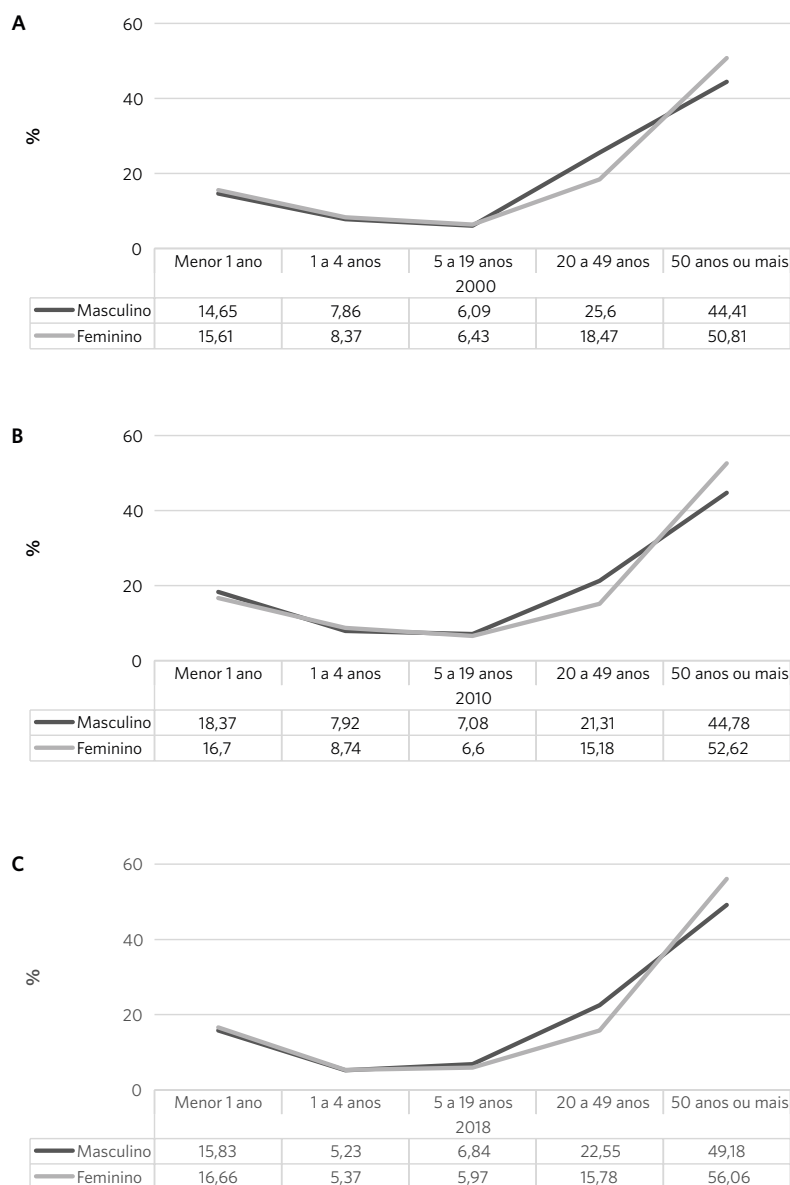 A
60
40
%
20
0
Menor 1 ano 1 a 4 anos 5 a 19 anos 20 a 49 anos 50 anos ou mais
2000
Masculino 14,65 7,86 6,09 25,6 44,41
Feminino 15,61 8,37 6,43 18,47 50,81
B
60
40
%
20
0
Menor 1 ano 1 a 4 anos 5 a 19 anos 20 a 49 anos 50 anos ou mais
2010
Masculino 18,37 7,92 7,08 21,31 44,78
Feminino 16,7 8,74 6,6 15,18 52,62
C
60
40
%
20
0
Menor 1 ano 1 a 4 anos 5 a 19 anos 20 a 49 anos 50 anos ou mais
2018
Masculino 15,83 5,23 6,84 22,55 49,18
Feminino 16,66 5,37 5,97 15,78 56,06